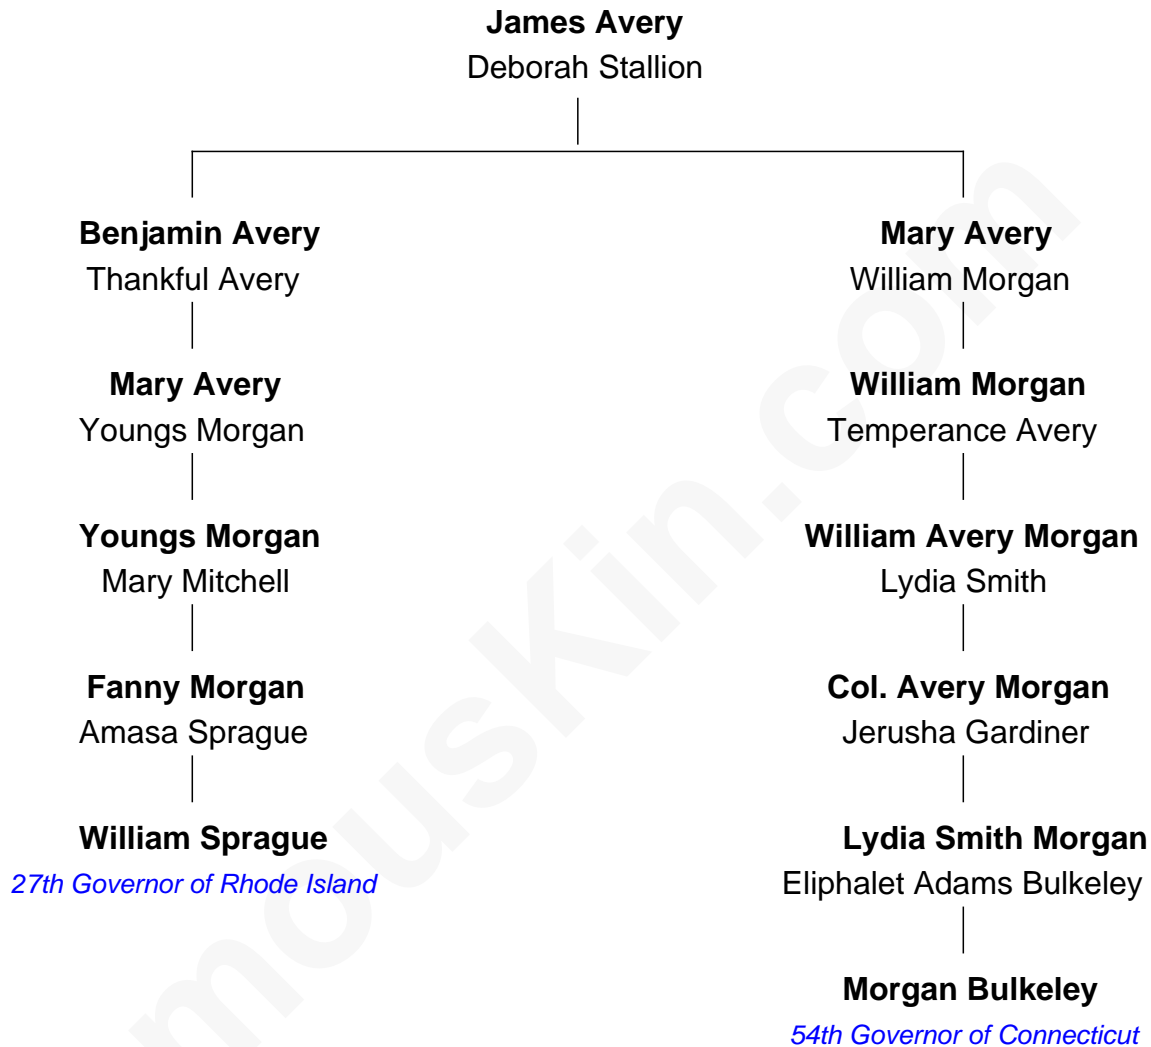 James Avery
Deborah Stallion
Benjamin Avery
Thankful Avery
Mary Avery
William Morgan
Mary Avery
Youngs Morgan
William Morgan
Temperance Avery
Youngs Morgan
Mary Mitchell
William Avery Morgan
Lydia Smith
Fanny Morgan
Amasa Sprague
Col. Avery Morgan
Jerusha Gardiner
William Sprague
27th Governor of Rhode Island
Lydia Smith Morgan
Eliphalet Adams Bulkeley
Morgan Bulkeley
54th Governor of Connecticut
mousKin.com